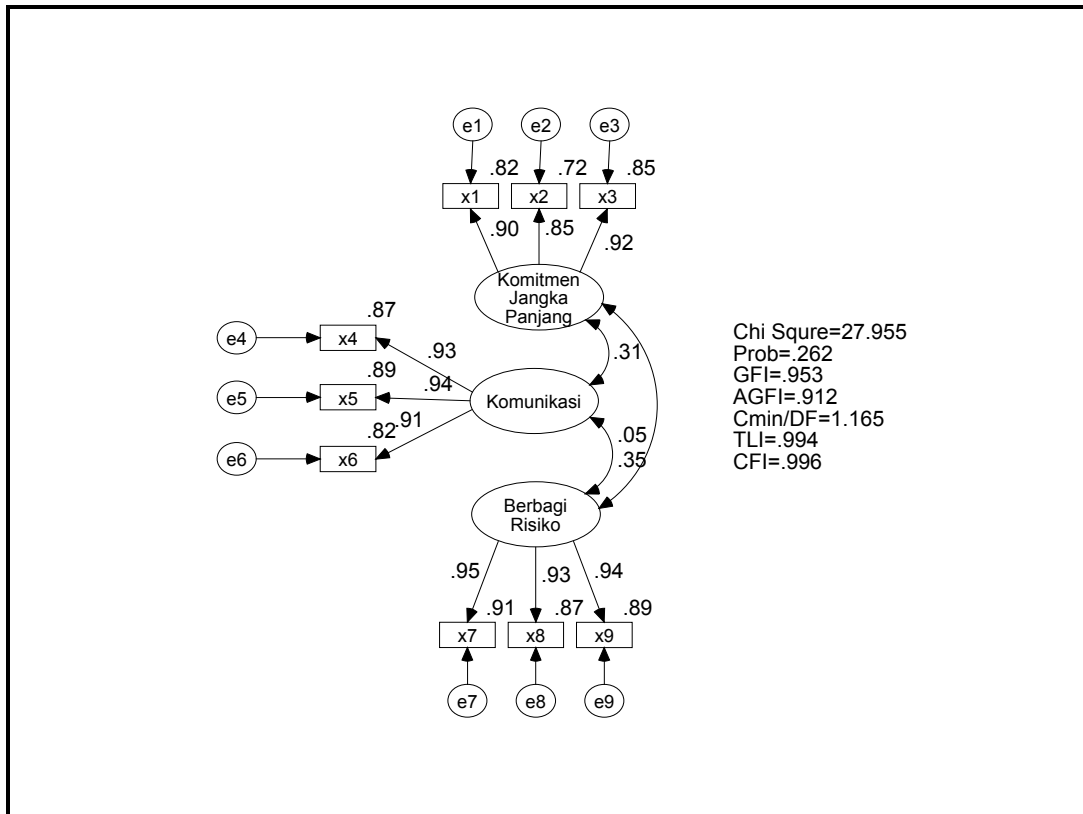 e1 e2 e3
.82 .72 .85
x1 x2 x3
.90 .85 .92
Komitmen
Jangka
Panjang
.87
e4 x4
.93
.31
.89
e5 x5
.94
Komunikasi
.82
.91
e6 x6
.05
.35
Berbagi
Risiko
.95 .93 .94
.91 .87 .89
x7 x8 x9
e7 e8 e9
Chi Squre=27.955
Prob=.262
GFI=.953
AGFI=.912
Cmin/DF=1.165
TLI=.994
CFI=.996